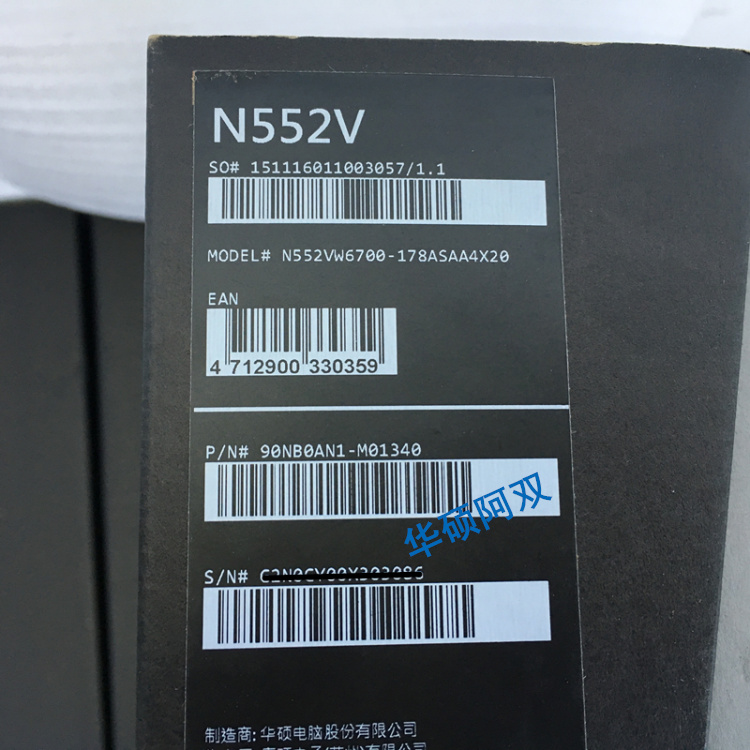 N552V
SO# 151116011003057/1.1
MODEL# N552VW6700-178ASAA4X20
EAN
4 712900 330359
P/N# 90NB0AN1-M01340
华硕阿双
S/N#
制造商: 华硕电脑股份有限公司